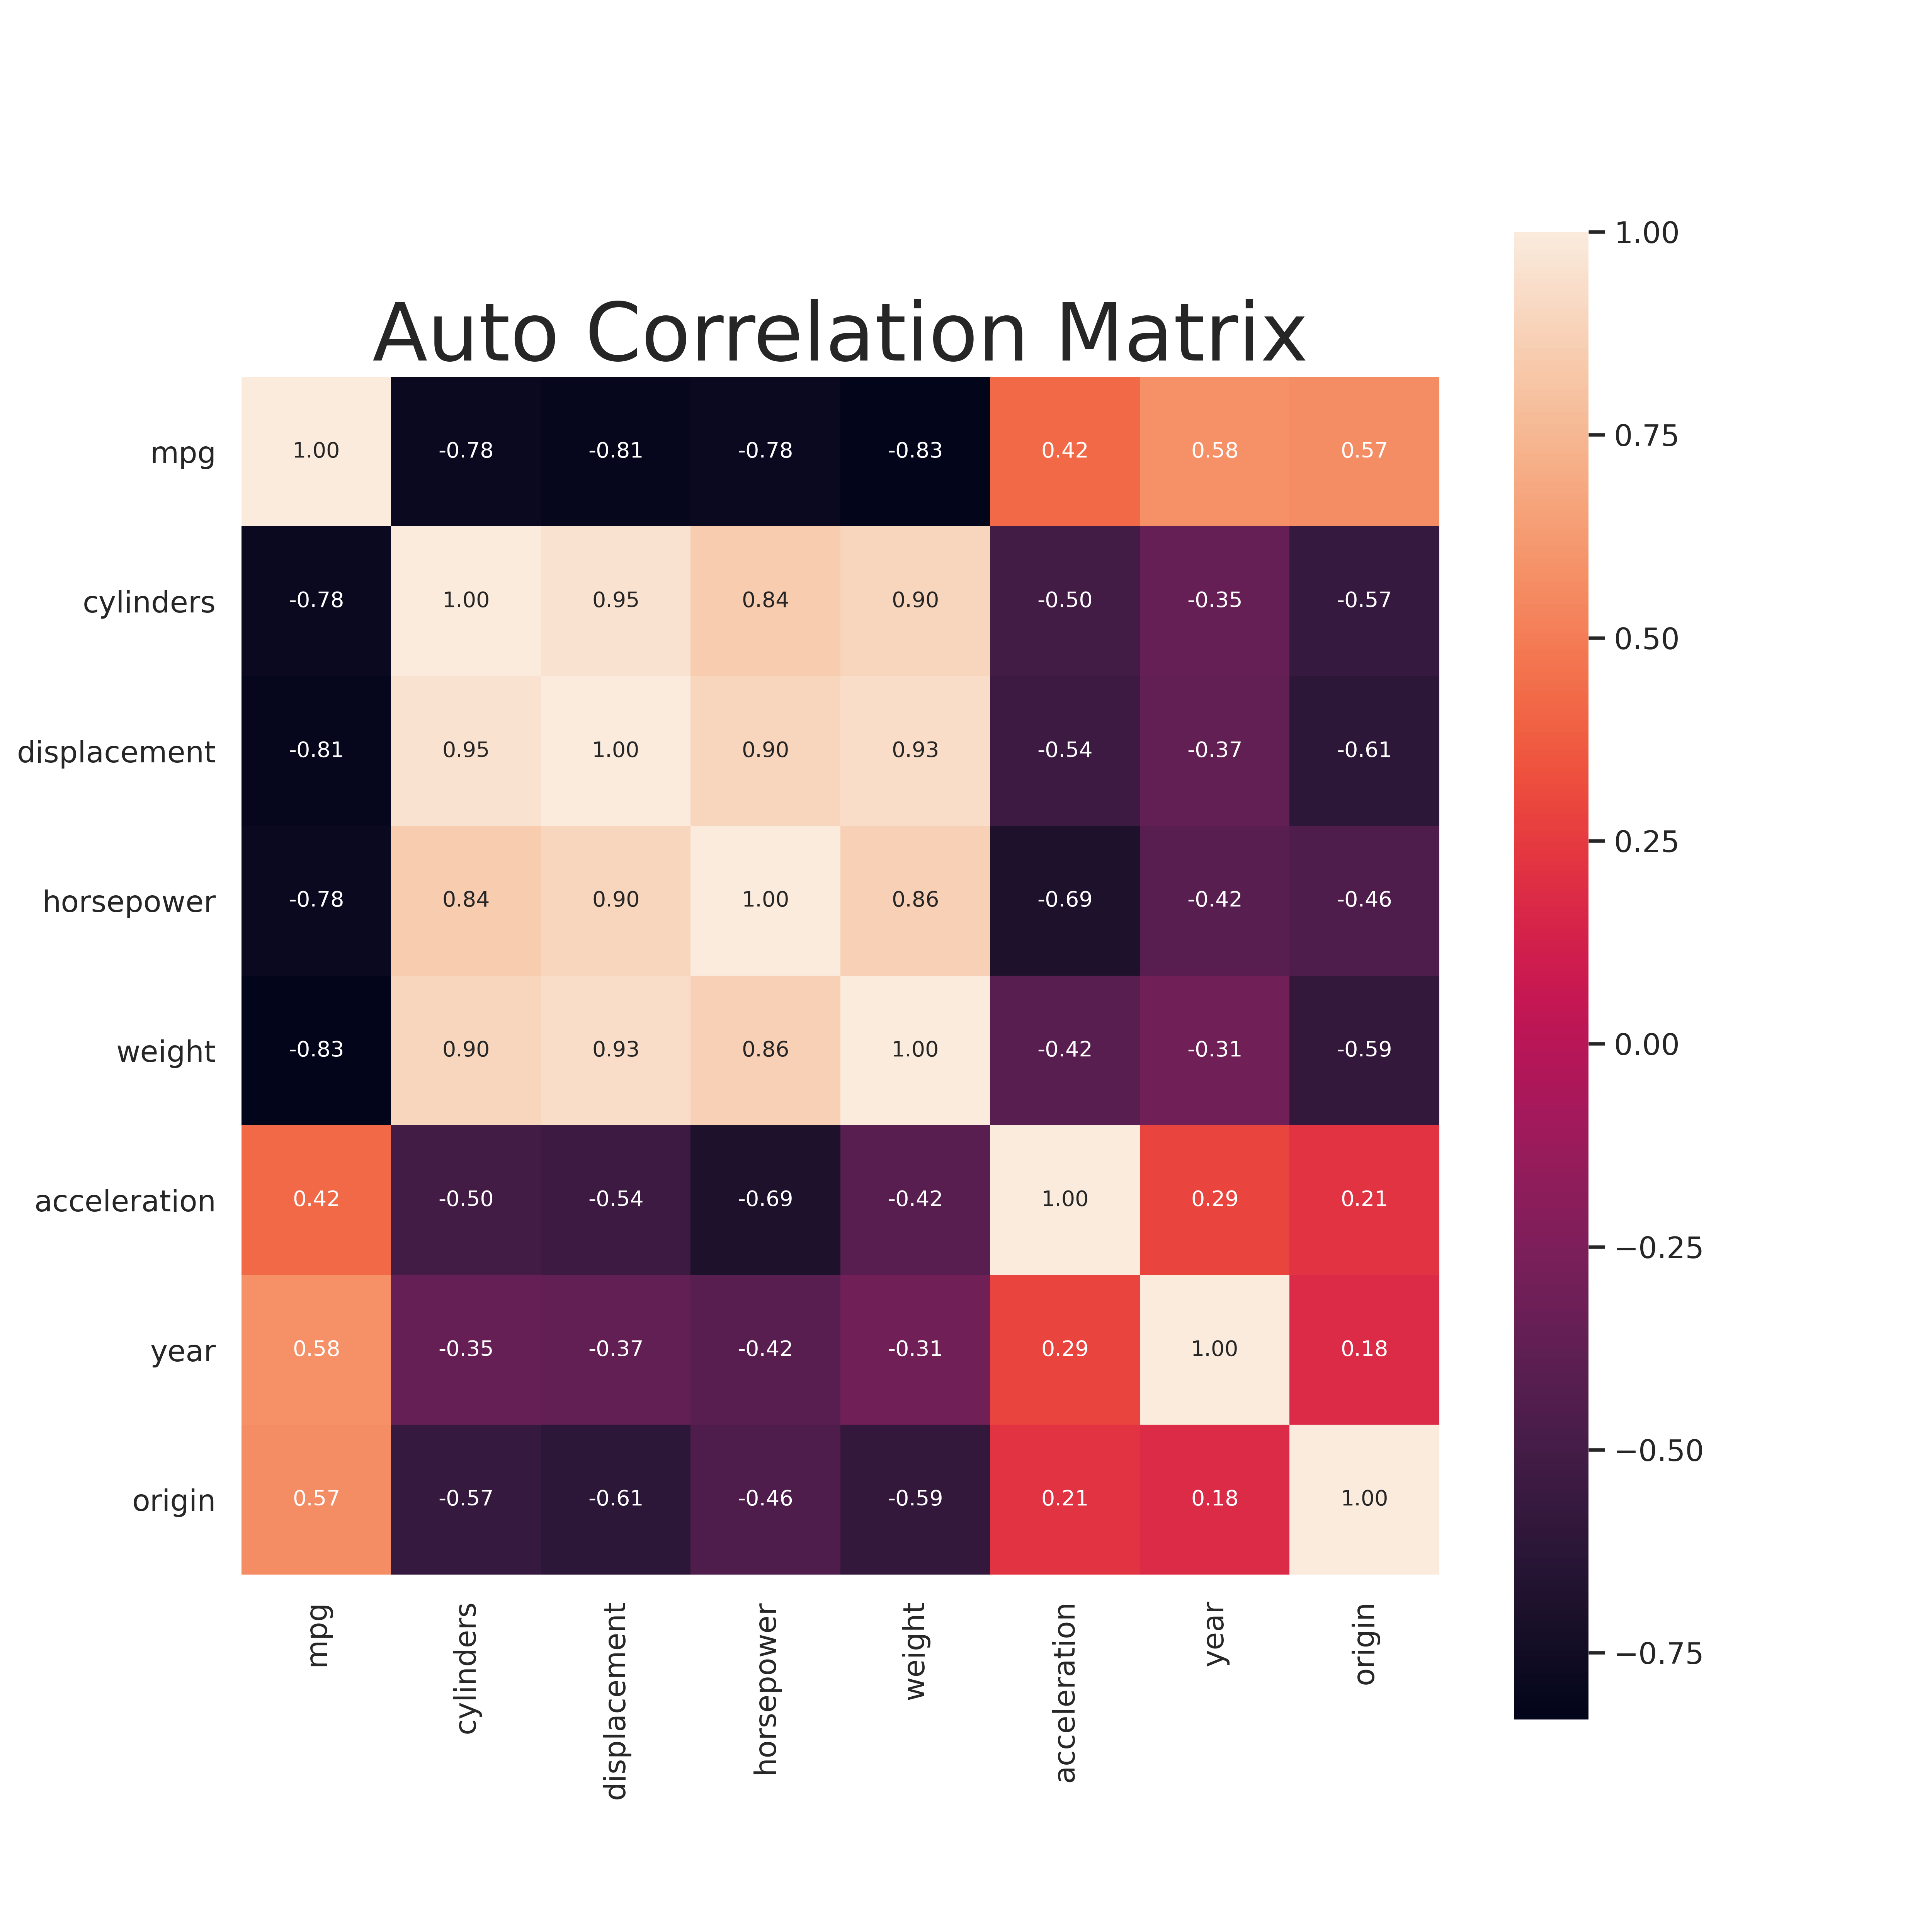 Auto Correlation Matrix
mpg 1.00 -0.78 -0.81 -0.78 -0.83 0.42 0.58 0.57
cylinders -0.78 1.00 0.95 0.84 0.90 -0.50 -0.35 -0.57
displacement -0.81 0.95 1.00 0.90 0.93 -0.54 -0.37 -0.61
horsepower -0.78 0.84 0.90 1.00 0.86 -0.69 -0.42 -0.46
weight -0.83 0.90 0.93 0.86 1.00 -0.42 -0.31 -0.59
acceleration 0.42 -0.50 -0.54 -0.69 -0.42 1.00 0.29 0.21
year 0.58 -0.35 -0.37 -0.42 -0.31 0.29 1.00 0.18
origin 0.57 -0.57 -0.61 -0.46 -0.59 0.21 0.18 1.00
mpg
cylinders
displacement
horsepower
weight
acceleration
year
origin
1.00
0.75
0.50
0.25
0.00
−0.25
−0.50
−0.75